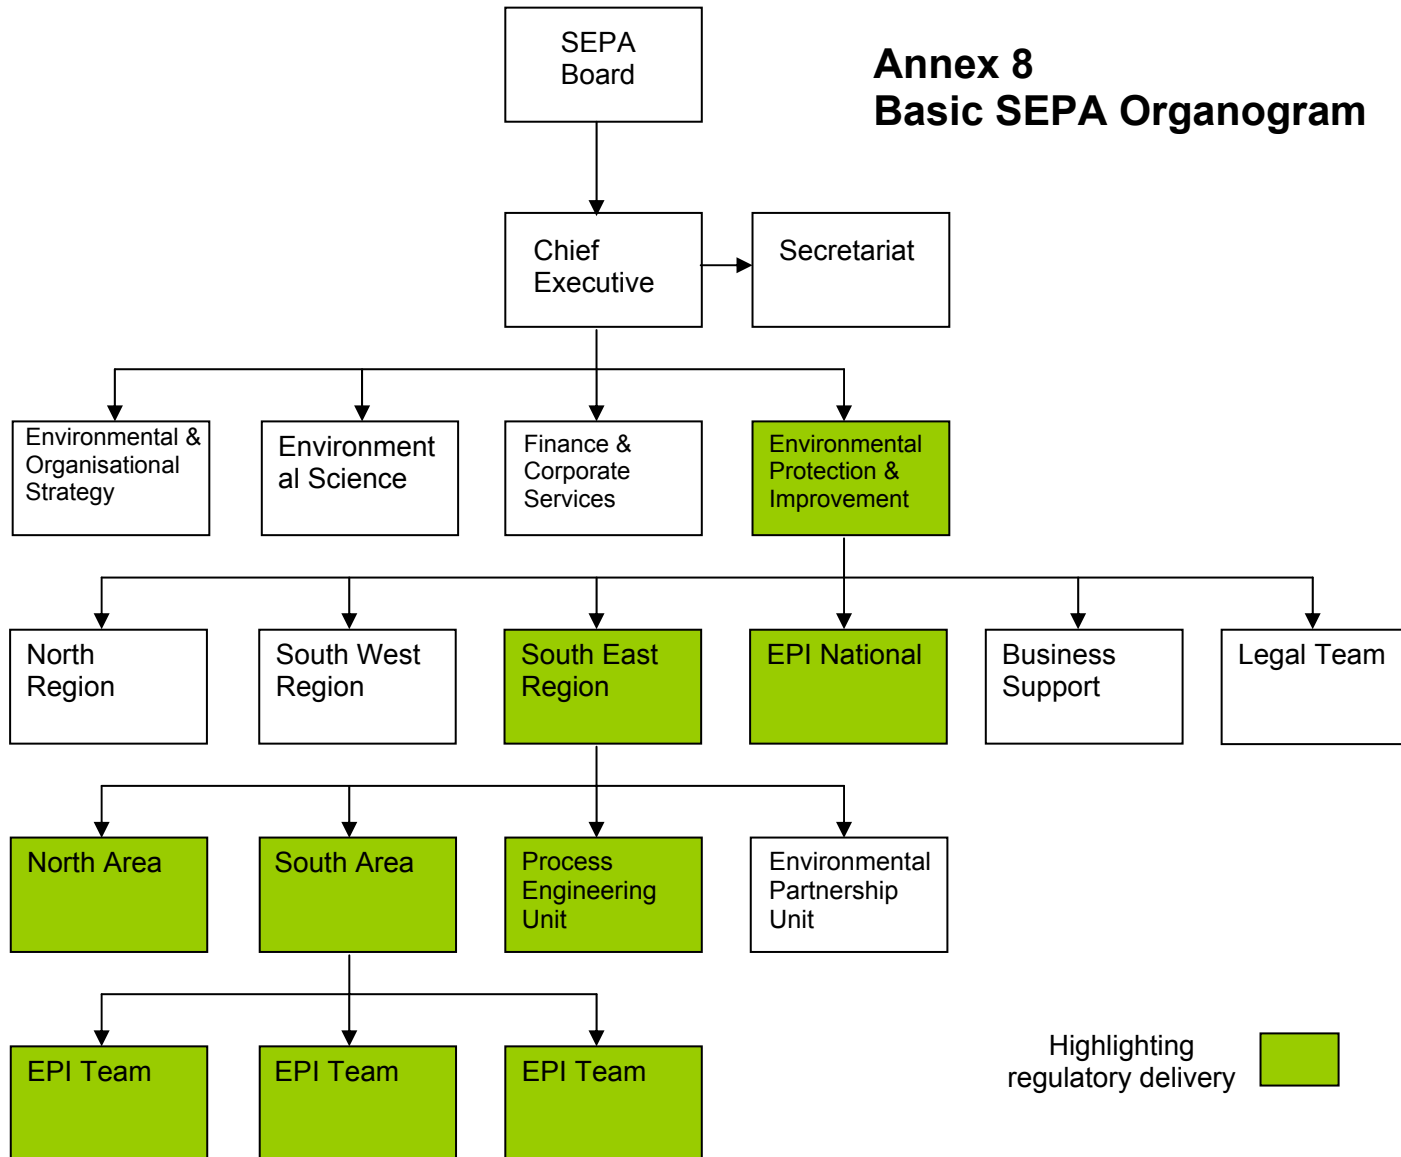 SEPA
Board
Annex 8
Basic SEPA Organogram
Chief
Executive
Secretariat
Environmental &
Organisational
Strategy
Environment
al Science
Finance &
Corporate
Services
Environmental
Protection &
Improvement
North
Region
South West
Region
South East
Region
EPI National
Business
Support
Legal Team
North Area
South Area
Process
Engineering
Unit
Environmental
Partnership
Unit
EPI Team
EPI Team
EPI Team
Highlighting
regulatory delivery